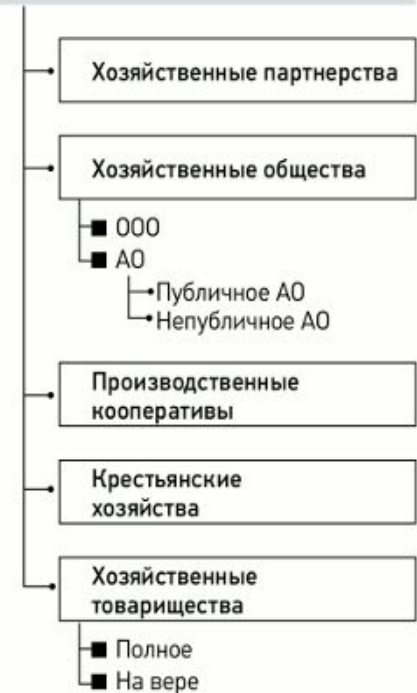 Хозяйственные партнерства
Хозяйственные общества
ООО
АО
Публичное АО
Непубличное АО
Производственные
кооперативы
Крестьянские
хозяйства
Хозяйственные
товарищества
Полное
На вере